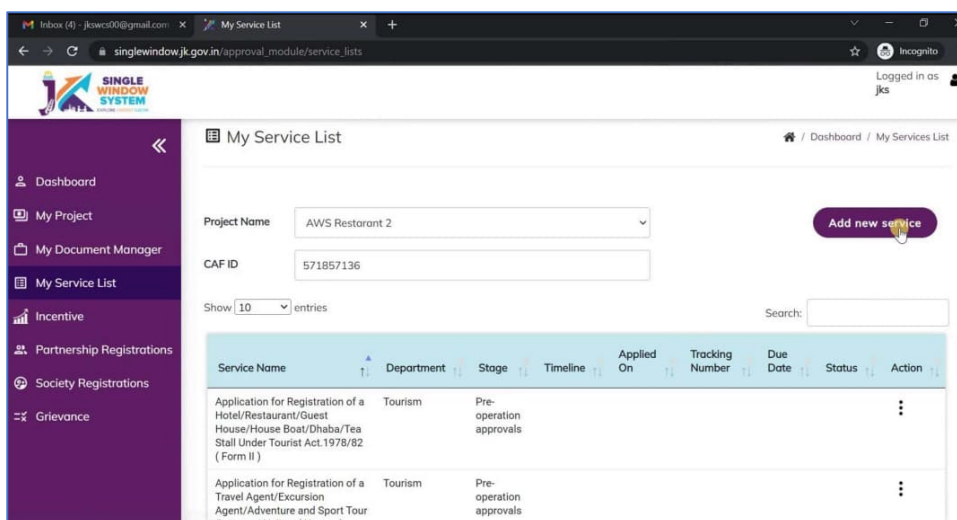 Inbox (4) - jkswcs00@gmail.com
My Service List
singlewindow.jk.gov.in/approval_module/service_lists
Incognito
SINGLE
WINDOW
SYSTEM
Logged in as
jks
My Service List
/ Dashboard / My Services List
Dashboard
My Project
My Document Manager
My Service List
Incentive
Partnership Registrations
Society Registrations
Grievance
Project Name
AWS Restorant 2
Add new service
CAF ID
571857136
Show 10 entries
Search:
Service Name Department Stage Timeline Applied On Tracking Number Due Date Status Action
Application for Registration of a Tourism Pre-
Hotel/Restaurant/Guest operation
House/House Boat/Dhaba/Tea approvals
Stall Under Tourist Act.1978/82
( Form II )
Application for Registration of a Tourism Pre-
Travel Agent/Excursion operation
Agent/Adventure and Sport Tour approvals